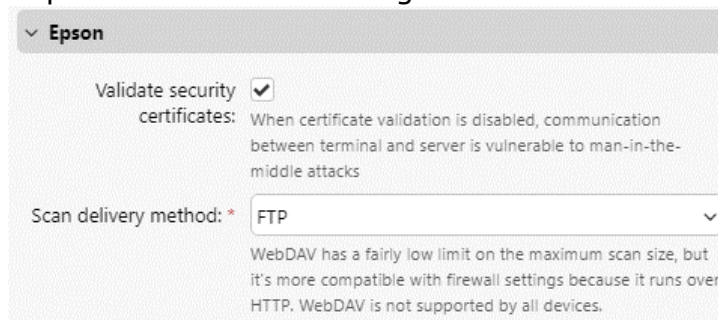 Epson
Validate security
certificates:
When certificate validation is disabled, communication
between terminal and server is vulnerable to man-in-the-
middle attacks
Scan delivery method: *
FTP
WebDAV has a fairly low limit on the maximum scan size, but
it's more compatible with firewall settings because it runs over
HTTP. WebDAV is not supported by all devices.